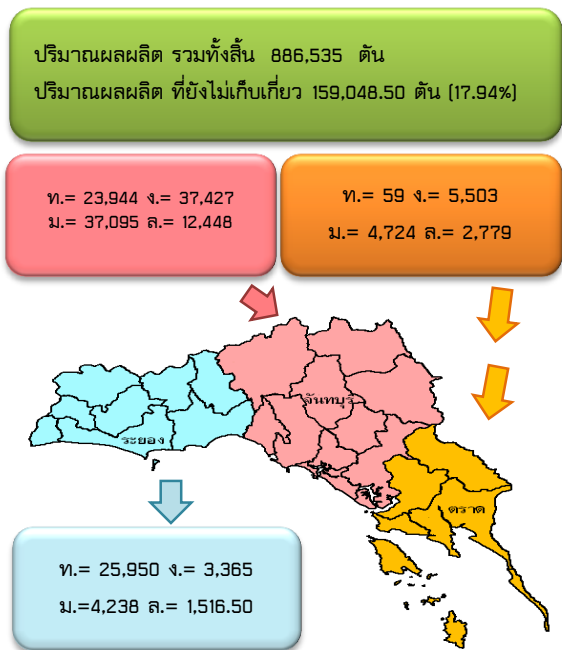 ปริมาณผลผลิต รวมทั้งสิ้น 886,535 ตัน
ปริมาณผลผลิต ที่ยังไม่เก็บเกี่ยว 159,048.50 ตัน (17.94%)
ท.= 23,944 ง.= 37,427
ม.= 37,095 ล.= 12,448
ท.= 59 ง.= 5,503
ม.= 4,724 ล.= 2,779
จันทบุรี
ระยอง
ตราด
ท.= 25,950 ง.= 3,365
ม.=4,238 ล.= 1,516.50